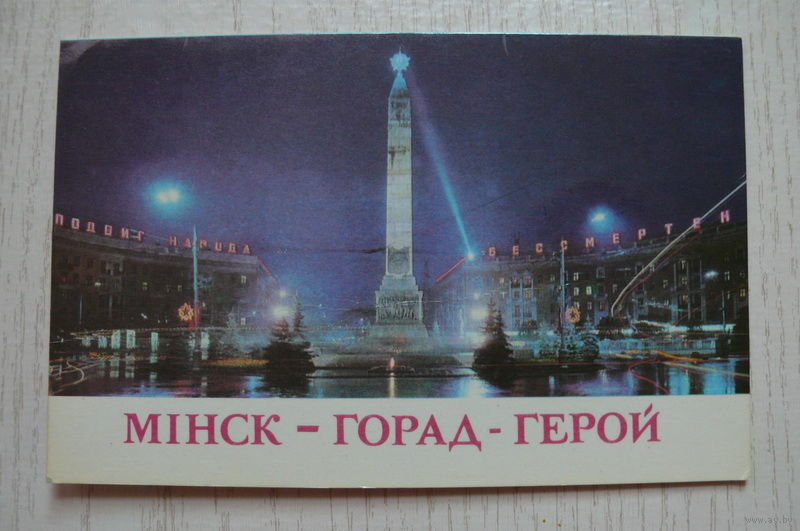 ПОДВИГ НАРОДА
БЕССМЕРТЕН
МІНСК - ГОРАД - ГЕРОЙ